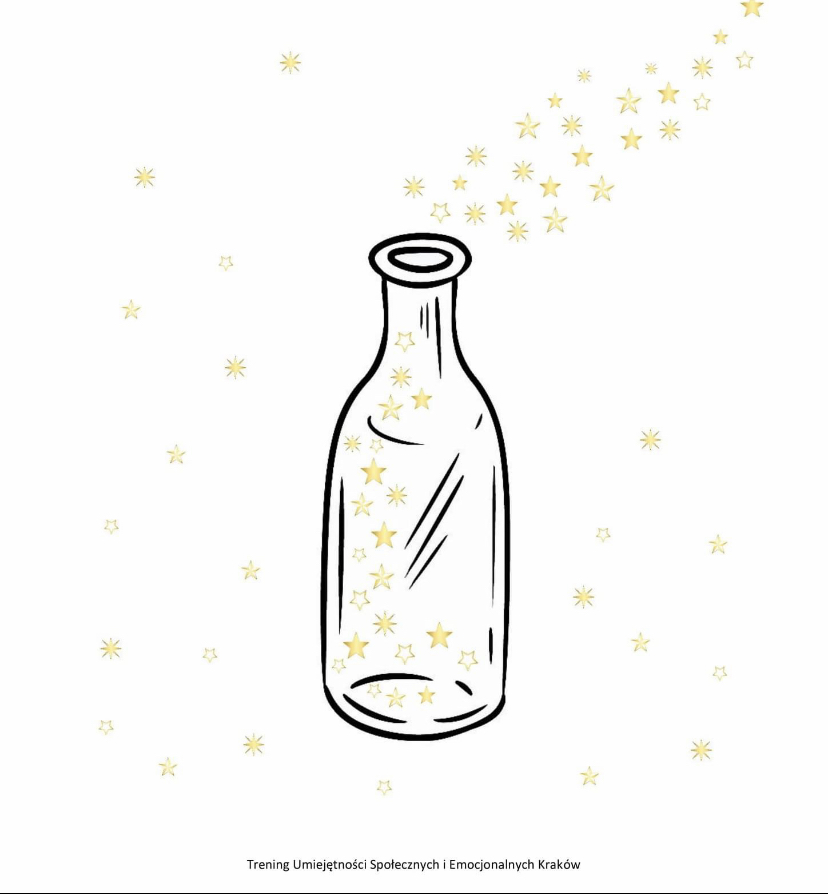 Trening Umiejętności Społecznych i Emocjonalnych Kraków